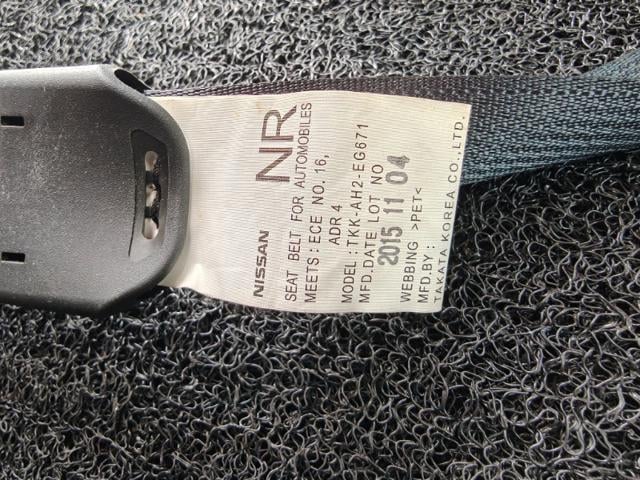 NISSAN NR
SEAT BELT FOR AUTOMOBILES
MEETS : ECE NO. 16,
ADR 4
MODEL : TKK-AH2-EG671
MFD.DATE LOT NO
2015 11 04
WEBBING >PET<
MFD.BY :
TAKATA KOREA CO.,LTD.